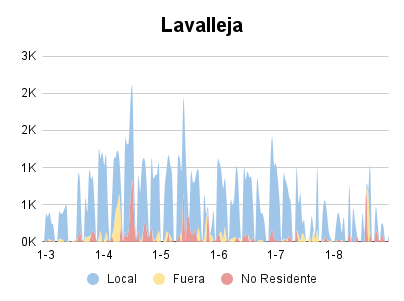 Lavalleja
3K
2K
2K
1K
1K
0K
1-3 1-4 1-5 1-6 1-7 1-8
Local Fuera No Residente